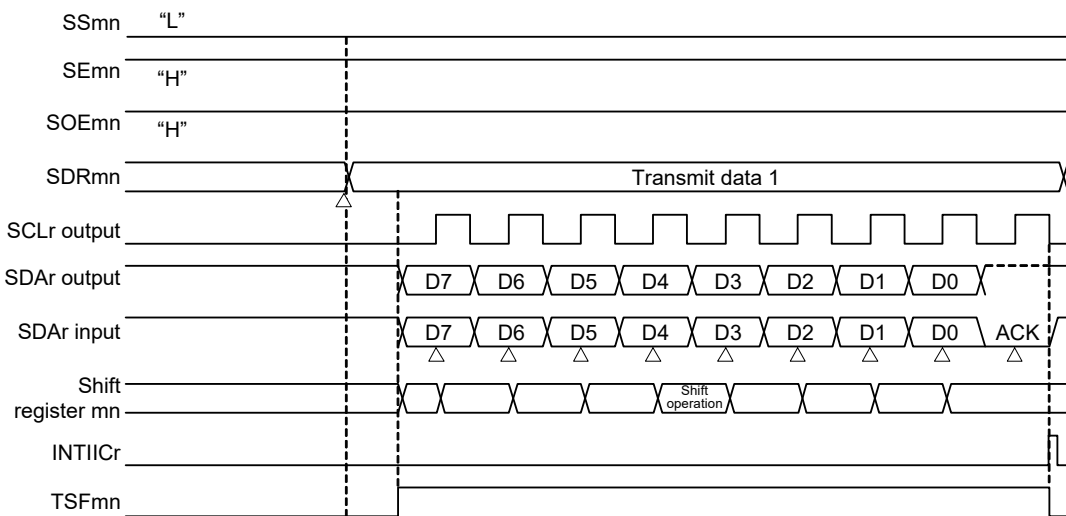 SSmn “L”
SEmn “H”
SOEmn “H”
SDRmn Transmit data 1
SCLr output
SDAr output D7 D6 D5 D4 D3 D2 D1 D0
SDAr input D7 D6 D5 D4 D3 D2 D1 D0 ACK
Shift
register mn
Shift
operation
INTIICr
TSFmn